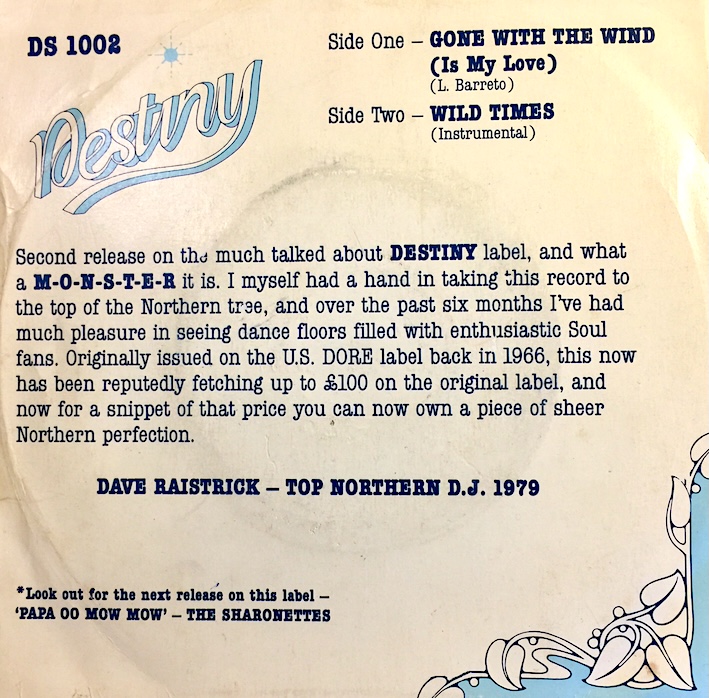 DS 1002
Destiny
Side One – GONE WITH THE WIND
(Is My Love)
(L. Barreto)
Side Two – WILD TIMES
(Instrumental)
Second release on the much talked about DESTINY label, and what
a M-O-N-S-T-E-R it is. I myself had a hand in taking this record to
the top of the Northern tree, and over the past six months I've had
much pleasure in seeing dance floors filled with enthusiastic Soul
fans. Originally issued on the U.S. DORE label back in 1966, this now
has been reputedly fetching up to £100 on the original label, and
now for a snippet of that price you can now own a piece of sheer
Northern perfection.
DAVE RAISTRICK – TOP NORTHERN D.J. 1979
*Look out for the next release on this label –
'PAPA OO MOW MOW' – THE SHARONETTES